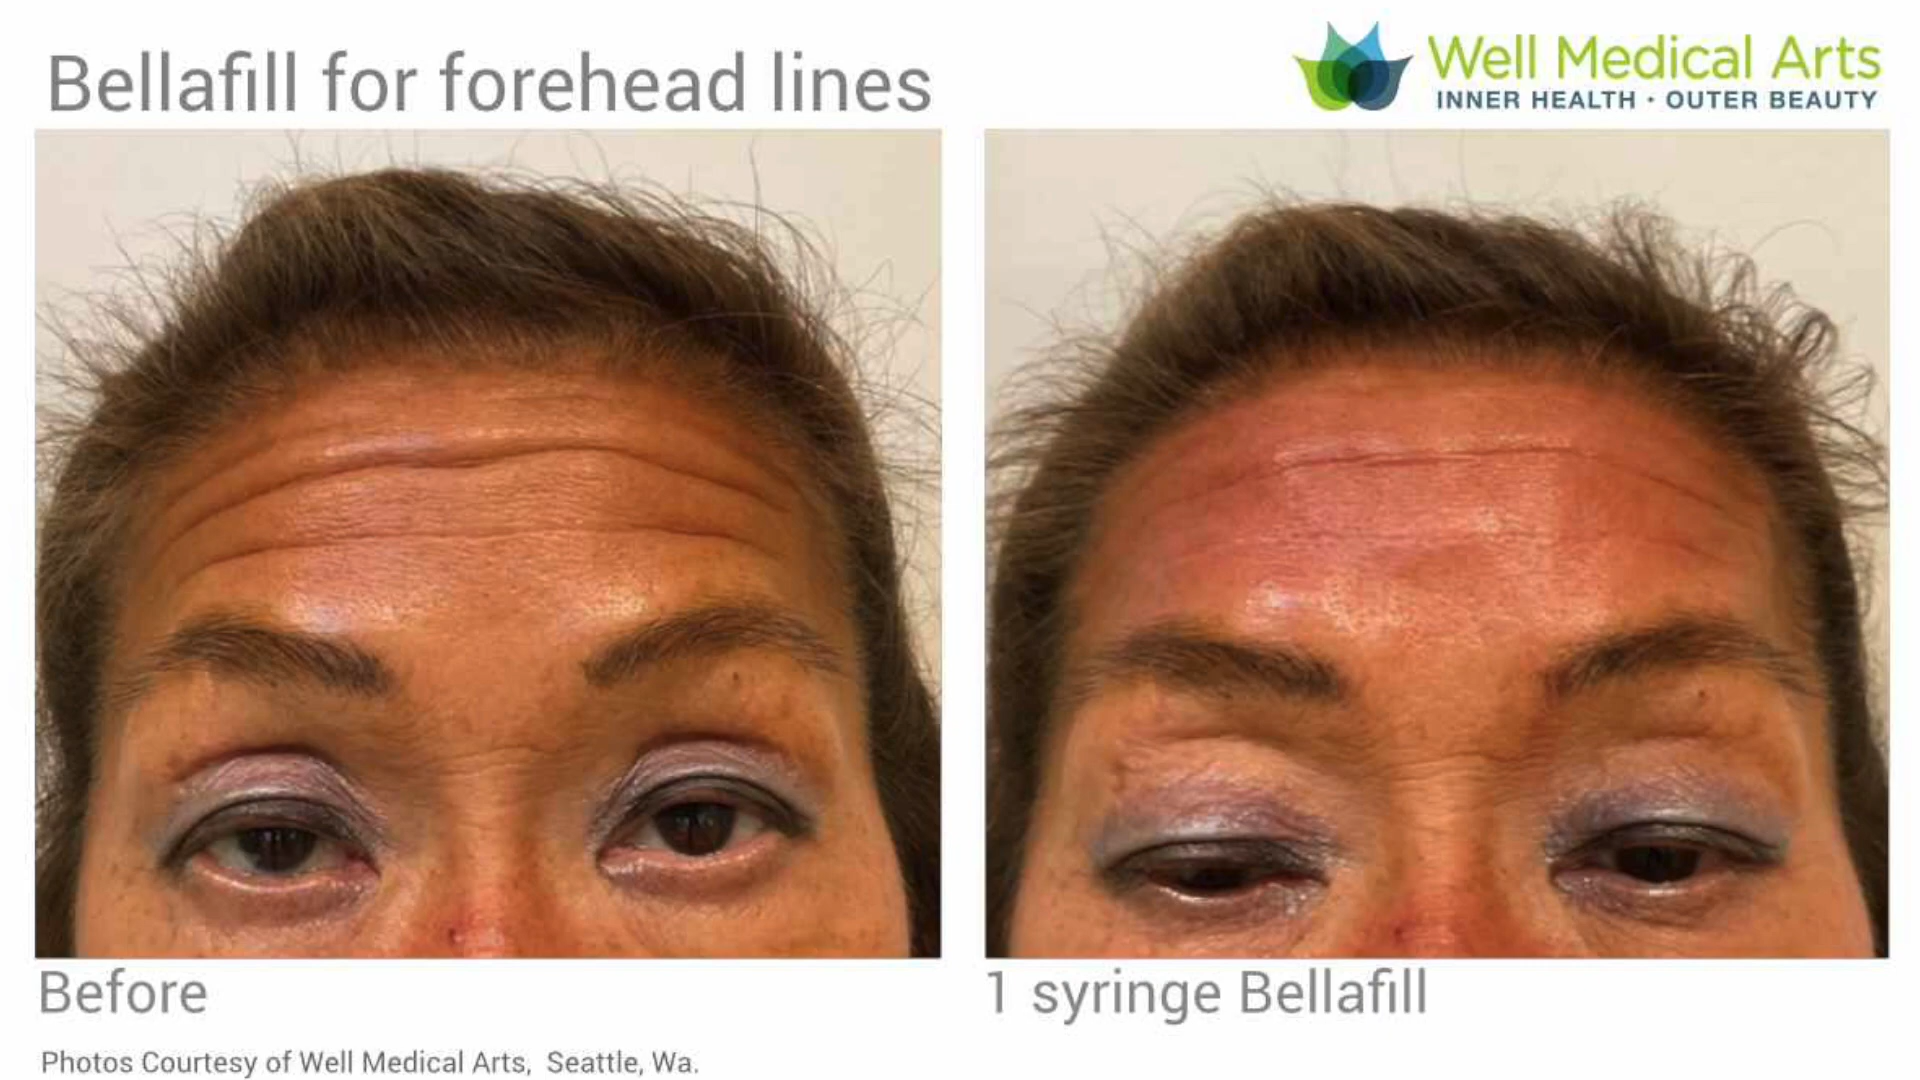 Bellafill for forehead lines
Well Medical Arts
INNER HEALTH · OUTER BEAUTY
Before
1 syringe Bellafill
Photos Courtesy of Well Medical Arts, Seattle, Wa.